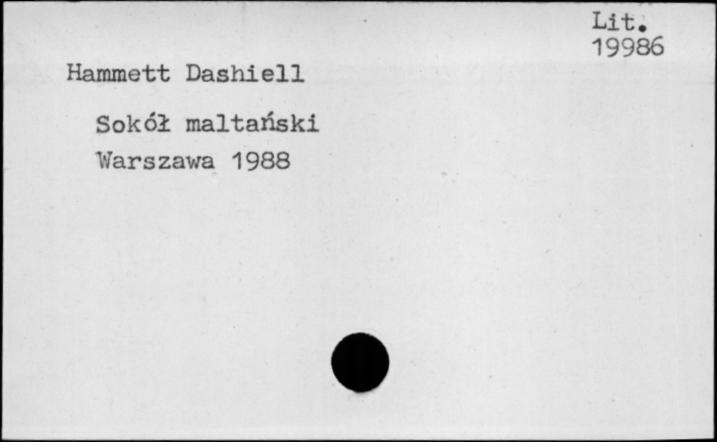 Lit.
19986
Hammett Dashiell
Sokół maltański
Warszawa 1988